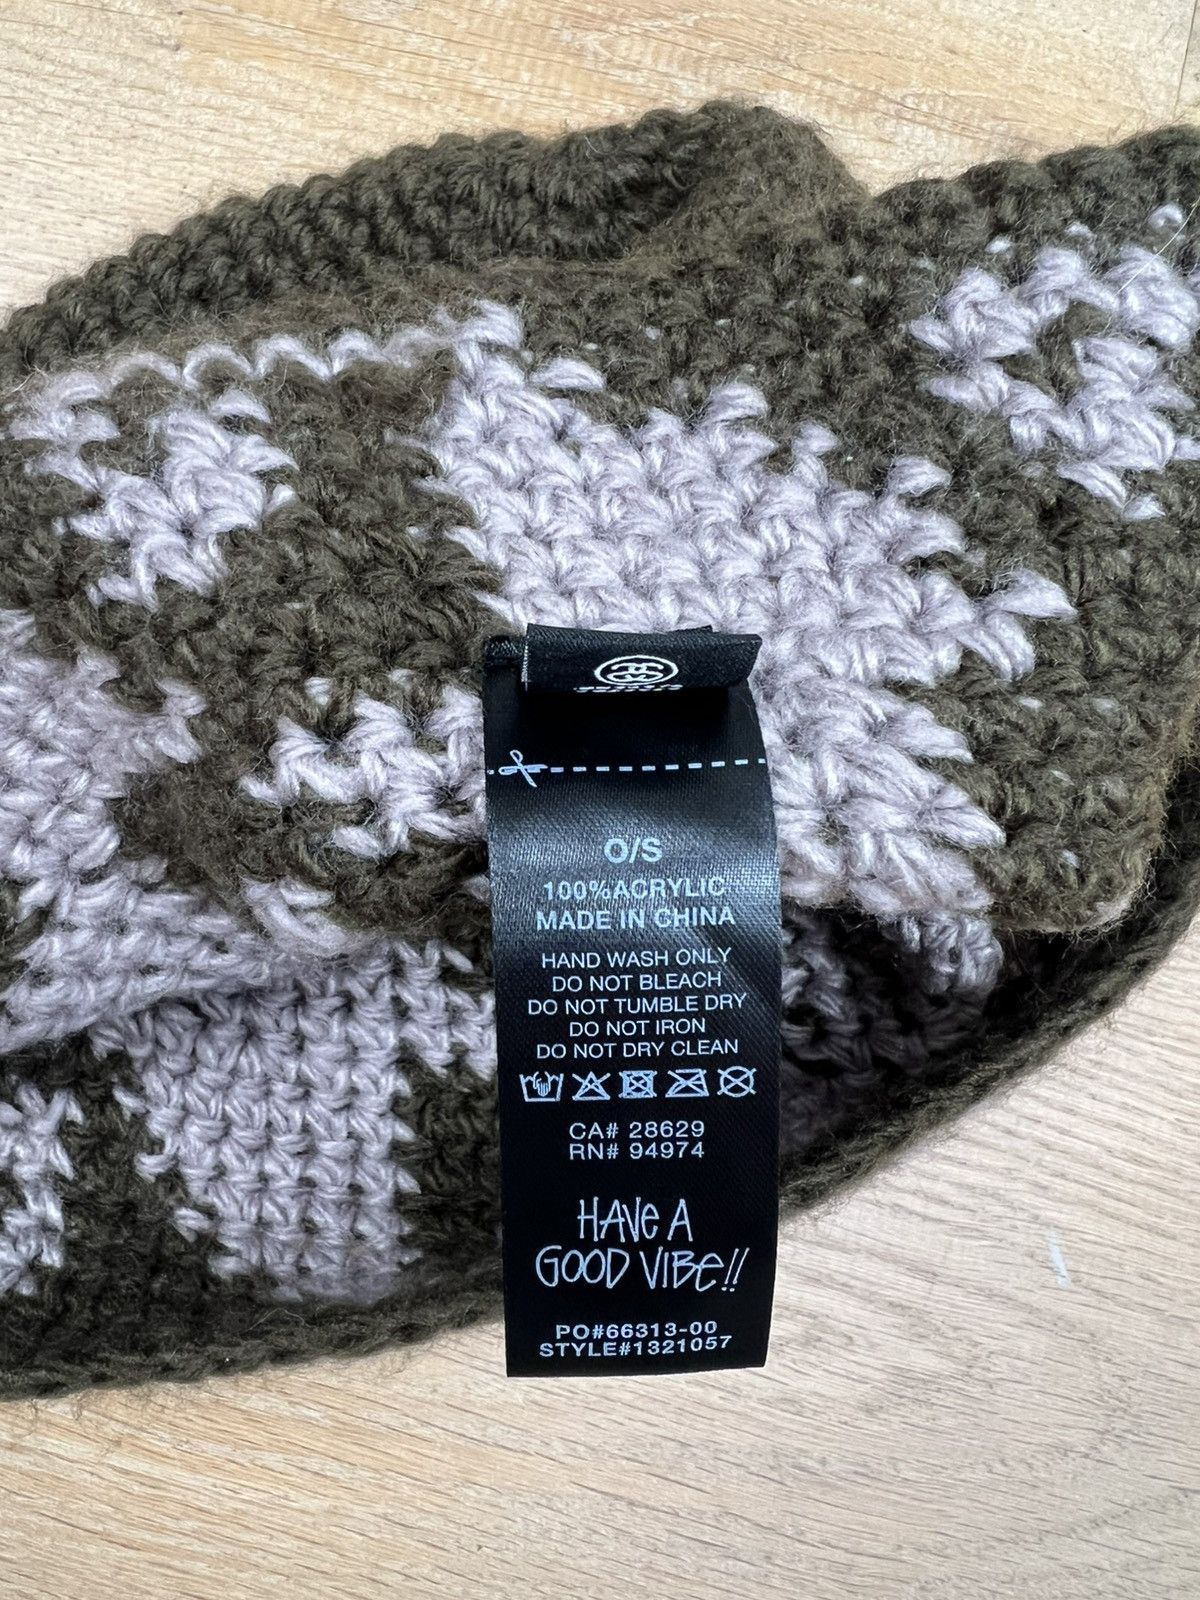 O/S
100%ACRYLIC
MADE IN CHINA
HAND WASH ONLY
DO NOT BLEACH
DO NOT TUMBLE DRY
DO NOT IRON
DO NOT DRY CLEAN
CA# 28629
RN# 94974
HAVE A
GOOD VIBE!!
PO#66313-00
STYLE#1321057